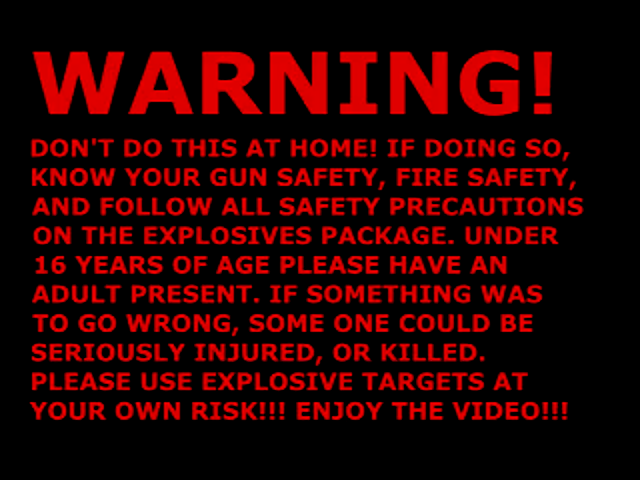 WARNING!
DON'T DO THIS AT HOME! IF DOING SO,
KNOW YOUR GUN SAFETY, FIRE SAFETY,
AND FOLLOW ALL SAFETY PRECAUTIONS
ON THE EXPLOSIVES PACKAGE. UNDER
16 YEARS OF AGE PLEASE HAVE AN
ADULT PRESENT. IF SOMETHING WAS
TO GO WRONG, SOME ONE COULD BE
SERIOUSLY INJURED, OR KILLED.
PLEASE USE EXPLOSIVE TARGETS AT
YOUR OWN RISK!!! ENJOY THE VIDEO!!!